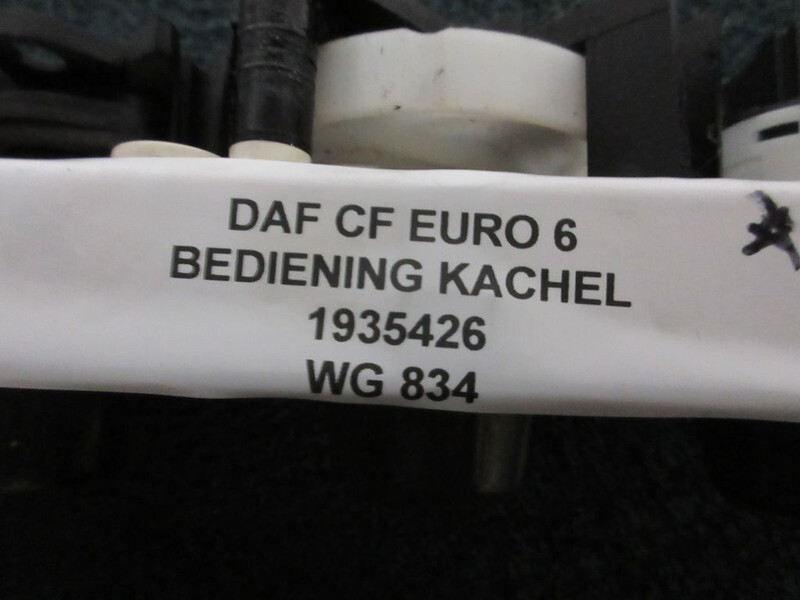 DAF CF EURO 6
BEDIENING KACHEL
1935426
WG 834